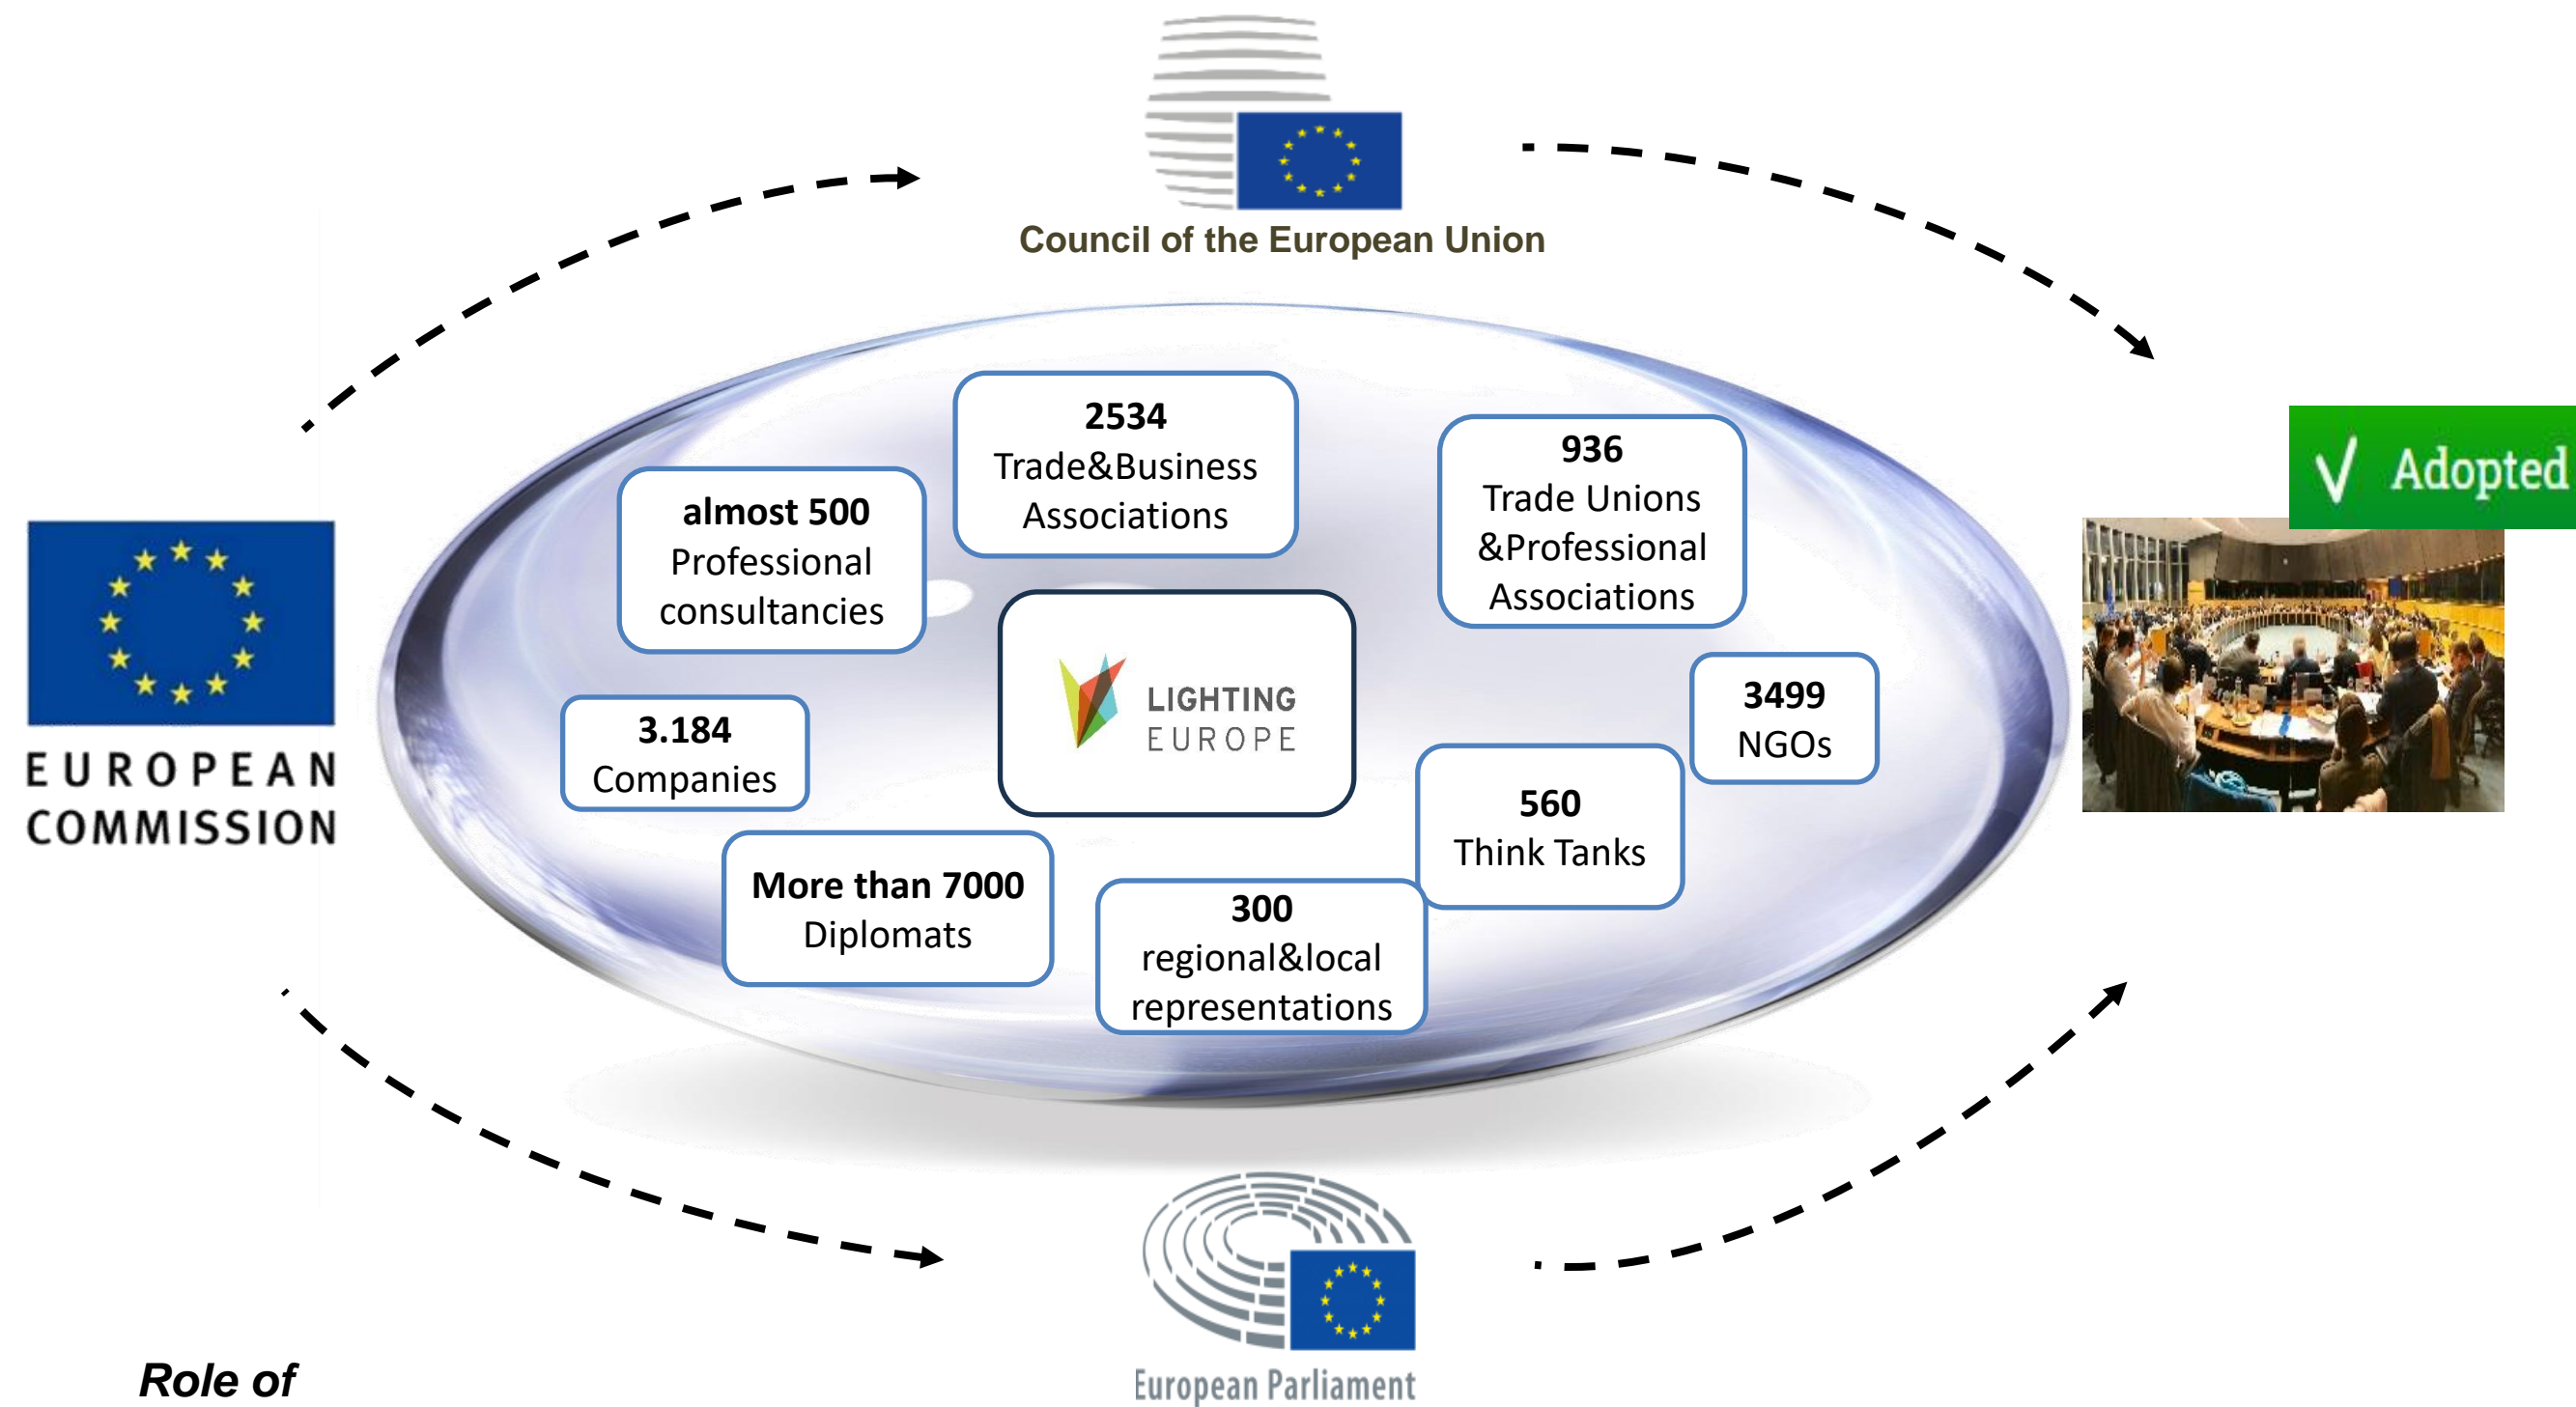 Council of the European Union
2534
Trade&Business
Associations
936
Trade Unions
&Professional
Associations
almost 500
Professional
consultancies
√ Adopted
LIGHTING
EUROPE
3499
NGOs
3.184
Companies
EUROPEAN
COMMISSION
560
Think Tanks
More than 7000
Diplomats
300
regional&local
representations
European Parliament
Role of